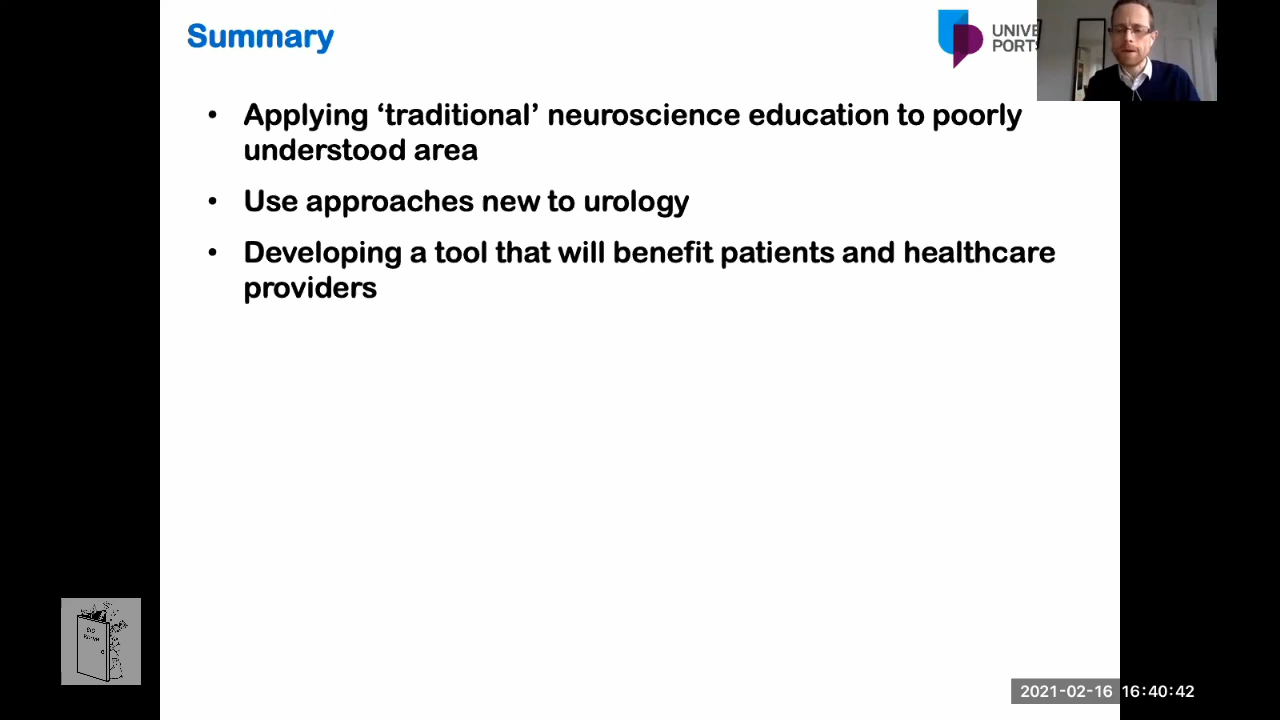 Summary
UNIVE
PORT
• Applying ‘traditional’ neuroscience education to poorly
understood area
• Use approaches new to urology
• Developing a tool that will benefit patients and healthcare
providers
2021-02-16 16:40:42